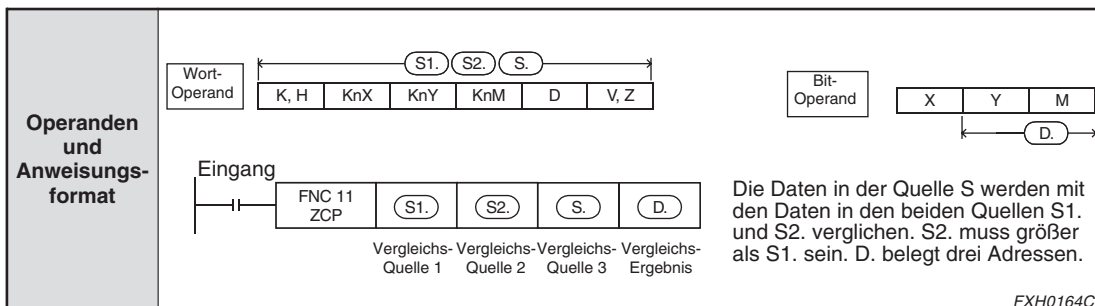 Operanden
und
Anweisungs-
format
Wort-
Operand
S1. S2. S.
K, H KnX KnY KnM D V, Z
Bit-
Operand
X Y M
D.
Eingang
FNC 11
ZCP
S1. S2. S. D.
Vergleichs- Vergleichs- Vergleichs- Vergleichs-
Quelle 1 Quelle 2 Quelle 3 Ergebnis
Die Daten in der Quelle S werden mit
den Daten in den beiden Quellen S1.
und S2. verglichen. S2. muss größer
als S1. sein. D. belegt drei Adressen.
FXH0164C